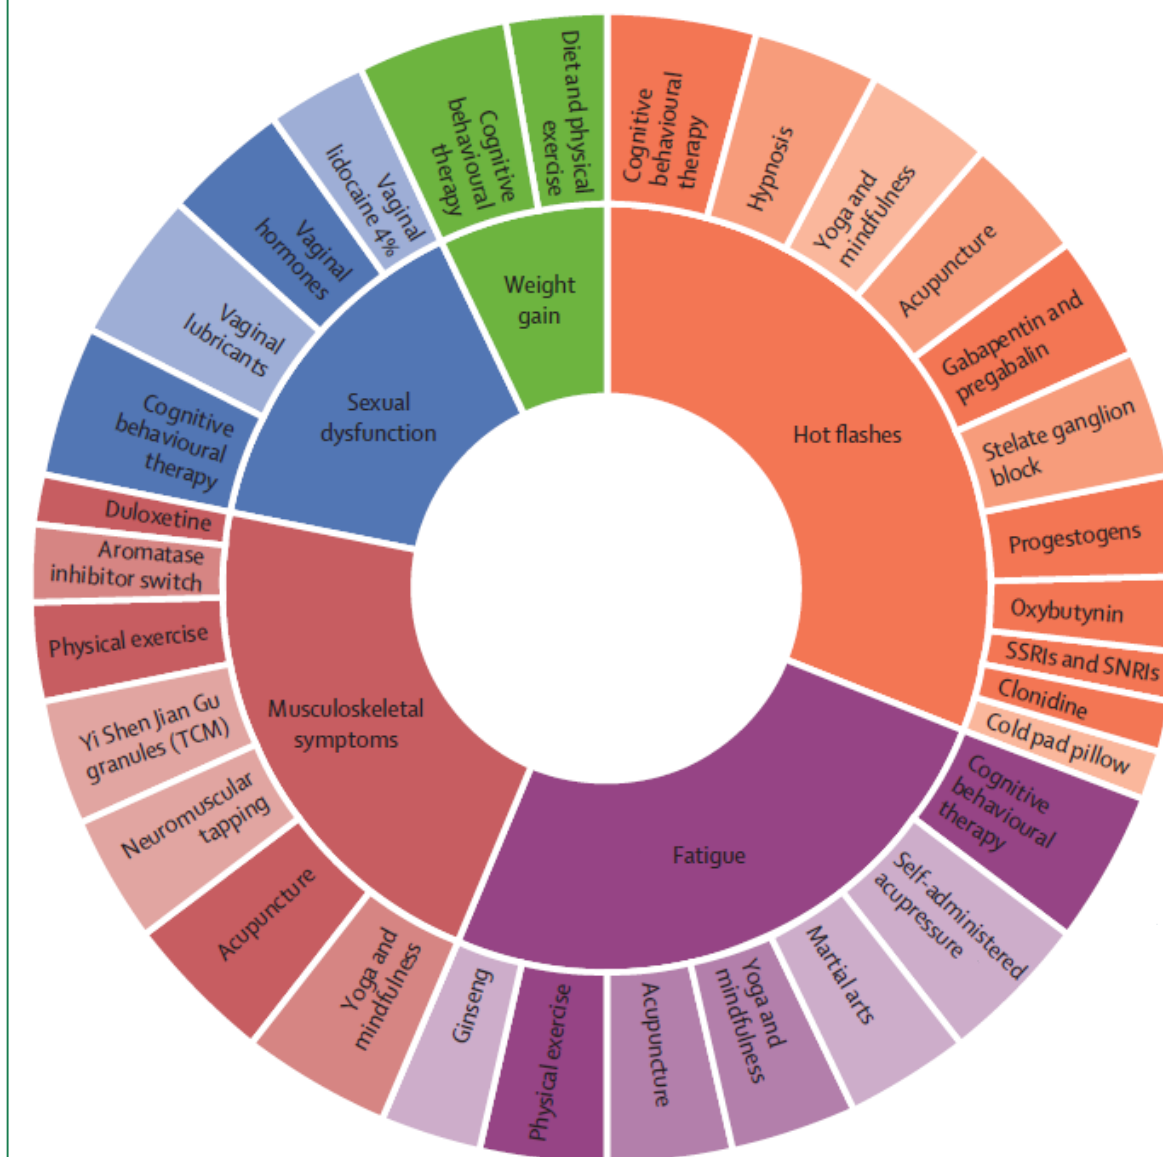 Cognitive
behavioural
therapy
Hypnosis
Yoga and
mindfulness
Acupuncture
Gabapentin and
pregabalin
Stelate ganglion
block
Progestogens
Oxybutynin
SSRIs and SNRIs
Clonidine
Cold pad pillow
Hot flashes
Cognitive
behavioural
therapy
Self-administered
acupressure
Martial arts
Yoga and
mindfulness
Acupuncture
Physical exercise
Ginseng
Fatigue
Yoga and
mindfulness
Acupuncture
Neuromuscular
tapping
Yi Shen Jian Gu
granules (TCM)
Physical exercise
Aromatase
inhibitor switch
Duloxetine
Musculoskeletal
symptoms
Cognitive
behavioural
therapy
Vaginal
lubricants
Vaginal
hormones
Vaginal
lidocaine 4%
Sexual
dysfunction
Cognitive
behavioural
therapy
Diet and physical
exercise
Weight
gain